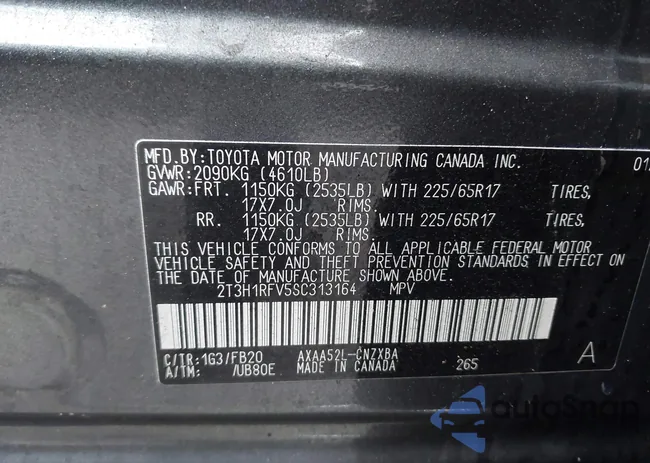 MFD.BY:TOYOTA MOTOR MANUFACTURING CANADA INC. 01
GVWR:2090KG (4610LB)
GAWR:FRT. 1150KG (2535LB) WITH 225/65R17 TIRES,
17X7.0J RIMS.
RR. 1150KG (2535LB) WITH 225/65R17 TIRES,
17X7.0J RIMS.
THIS VEHICLE CONFORMS TO ALL APPLICABLE FEDERAL MOTOR
VEHICLE SAFETY AND THEFT PREVENTION STANDARDS IN EFFECT ON
THE DATE OF MANUFACTURE SHOWN ABOVE.
2T3H1RFV5SC313164 MPV
C/TR:1G3/FB20 AXAA52L-CNZXBA 265 A
A/TM: /UB80E MADE IN CANADA
autoSnap